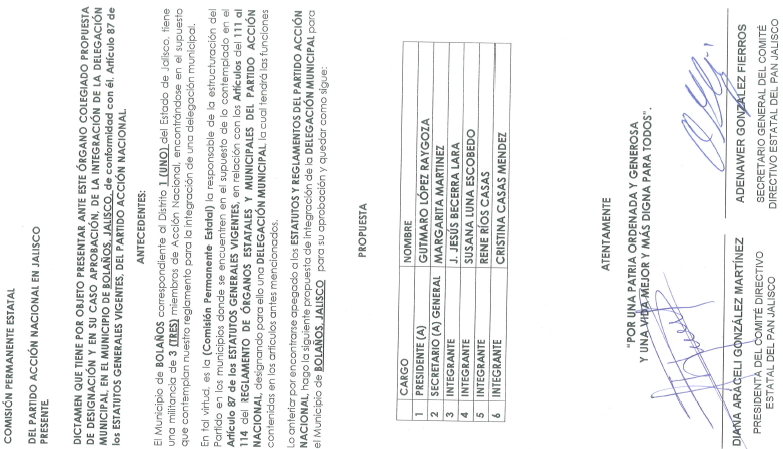 COMISIÓN PERMANENTE ESTATAL
DEL PARTIDO ACCIÓN NACIONAL EN JALISCO
PRESENTE.
DICTAMEN QUE TIENE POR OBJETO PRESENTAR ANTE ESTE ÓRGANO COLEGIADO PROPUESTA
DE DESIGNACIÓN Y EN SU CASO APROBACIÓN, DE LA INTEGRACIÓN DE LA DELEGACIÓN
MUNICIPAL, EN EL MUNICIPIO DE BOLAÑOS, JALISCO, de conformidad con él, Artículo 87 de
los ESTATUTOS GENERALES VIGENTES, DEL PARTIDO ACCIÓN NACIONAL.
ANTECEDENTES:
El Municipio de BOLAÑOS correspondiente al Distrito 1 (UNO) del Estado de Jalisco, tiene
una militancia de 3 (TRES) miembros de Acción Nacional, encontrándose en el supuesto
que contemplan nuestro reglamento para la integración de una delegación municipal.
En tal virtud, es la (Comisión Permanente Estatal) la responsable de la estructuración del
Partido en los municipios donde se encuentren en el supuesto de lo contemplado en el
Artículo 87 de los ESTATUTOS GENERALES VIGENTES, en relación con los Artículos del 111 al
114 del REGLAMENTO DE ÓRGANOS ESTATALES Y MUNICIPALES DEL PARTIDO ACCIÓN
NACIONAL, designando para ello una DELEGACIÓN MUNICIPAL, la cual tendrá las funciones
contenidas en los artículos antes mencionados.
Lo anterior por encontrarse apegado a los ESTATUTOS Y REGLAMENTOS DEL PARTIDO ACCIÓN
NACIONAL, hago la siguiente propuesta de integración de la DELEGACIÓN MUNICIPAL para
el Municipio de BOLAÑOS, JALISCO para su aprobación y quedar como sigue:
PROPUESTA
CARGO NOMBRE
1 PRESIDENTE (A) GUTMARO LÓPEZ RAYGOZA
2 SECRETARIO (A) GENERAL MARGARITA MARTINEZ
3 INTEGRANTE J. JESÚS BECERRA LARA
4 INTEGRANTE SUSANA LUNA ESCOBEDO
5 INTEGRANTE RENE RÍOS CASAS
6 INTEGRANTE CRISTINA CASAS MENDEZ
ATENTAMENTE
"POR UNA PATRIA ORDENADA Y GENEROSA
Y UNA VIDA MEJOR Y MÁS DIGNA PARA TODOS".
DIANA ARACELI GONZÁLEZ MARTÍNEZ
PRESIDENTA DEL COMITÉ DIRECTIVO
ESTATAL DEL PAN JALISCO
ADENAWER GONZÁLEZ FIERROS
SECRETARIO GENERAL DEL COMITÉ
DIRECTIVO ESTATAL DEL PAN JALISCO